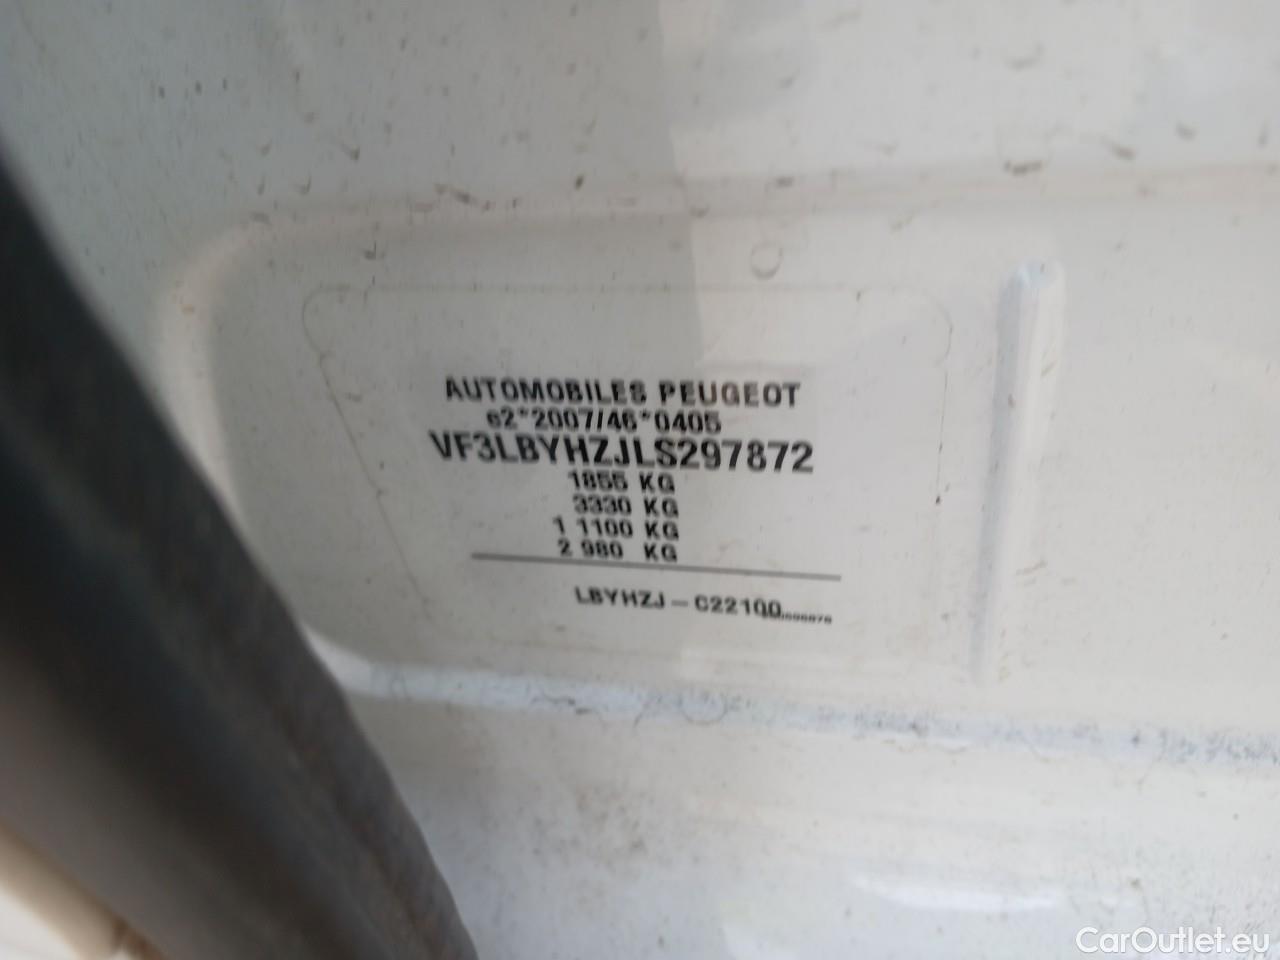 AUTOMOBILES PEUGEOT
e2*2007/46*0405
VF3LBYHZJLS297872
1855 KG
3330 KG
1 1100 KG
2 980 KG
LBYHZJ - C22100
CarOutlet.eu